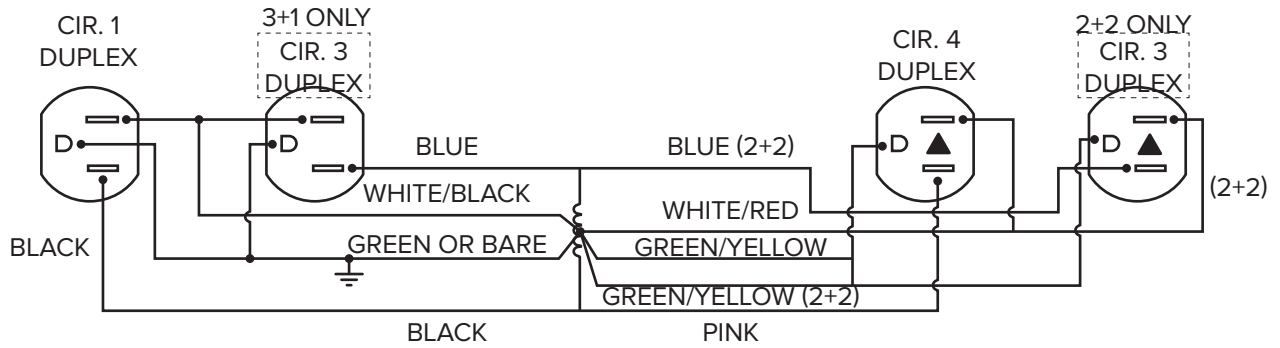 CIR. 1
DUPLEX
3+1 ONLY
CIR. 3
DUPLEX
CIR. 4
DUPLEX
2+2 ONLY
CIR. 3
DUPLEX
BLUE
BLUE (2+2)
WHITE/BLACK
WHITE/RED
(2+2)
BLACK
GREEN OR BARE
GREEN/YELLOW
GREEN/YELLOW (2+2)
BLACK
PINK